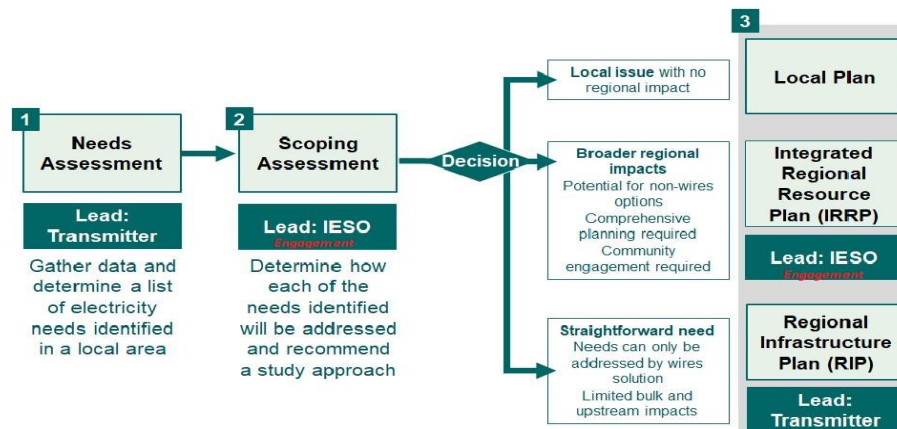 1
Needs
Assessment
Lead:
Transmitter
Gather data and
determine a list
of electricity
needs identified
in a local area
2
Scoping
Assessment
Lead: IESO
Engagement
Determine how
each of the
needs identified
will be addressed
and recommend
a study approach
Decision
Local issue with no
regional impact
Broader regional
impacts
Potential for non-wires
options
Comprehensive
planning required
Community
engagement required
Straightforward need
Needs can only be
addressed by wires
solution
Limited bulk and
upstream impacts
3
Local Plan
Integrated
Regional
Resource
Plan (IRRP)
Lead: IESO
Engagement
Regional
Infrastructure
Plan (RIP)
Lead:
Transmitter